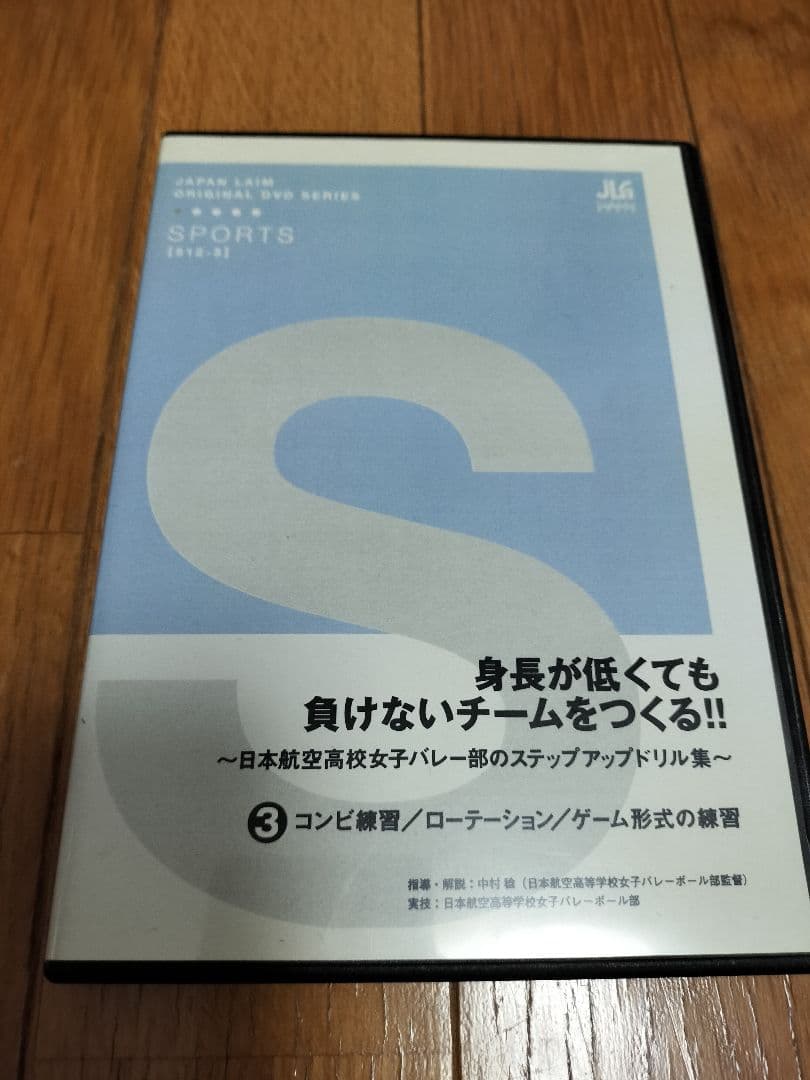 JAPAN LAIM
ORIGINAL DVD SERIES
SPORTS
JLG
S
身長が低くても
負けないチームをつくる!!
〜日本航空高校女子バレー部のステップアップドリル集〜
❸ コンビ練習／ローテーション／ゲーム形式の練習
指導・解説：中村 稔（日本航空高等学校女子バレーボール部監督）
実技：日本航空高等学校女子バレーボール部